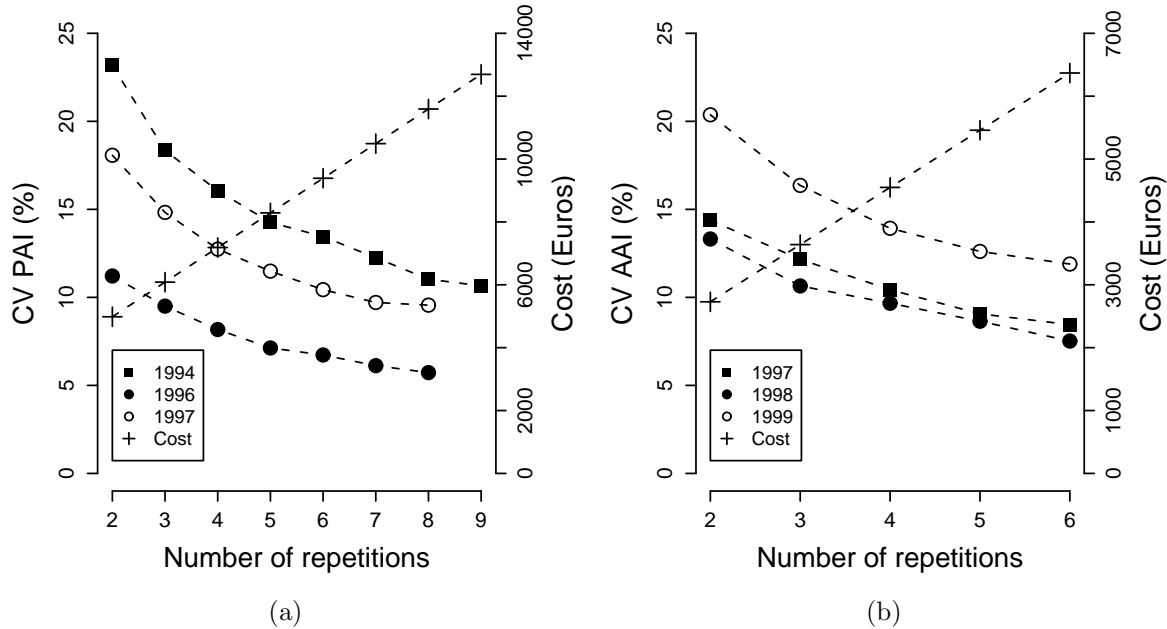 CV PAI (%)
25
20
15
10
5
0
14000
10000
6000
2000
0
Cost (Euros)
1994
1996
1997
Cost
2 3 4 5 6 7 8 9
Number of repetitions
(a)
CV AAI (%)
25
20
15
10
5
0
7000
5000
3000
1000
0
Cost (Euros)
1997
1998
1999
Cost
2 3 4 5 6
Number of repetitions
(b)